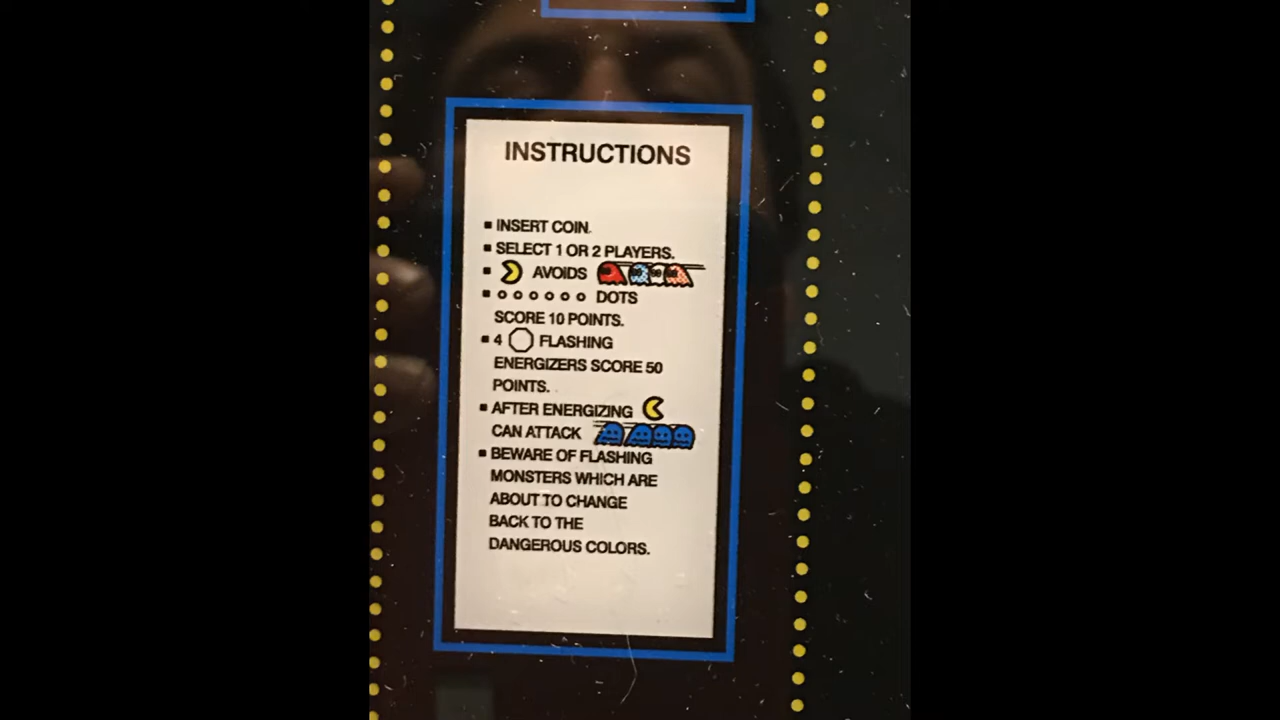 INSTRUCTIONS
INSERT COIN.
SELECT 1 OR 2 PLAYERS.
AVOIDS
DOTS
SCORE 10 POINTS.
4 FLASHING
ENERGIZERS SCORE 50
POINTS.
AFTER ENERGIZING
CAN ATTACK
BEWARE OF FLASHING
MONSTERS WHICH ARE
ABOUT TO CHANGE
BACK TO THE
DANGEROUS COLORS.